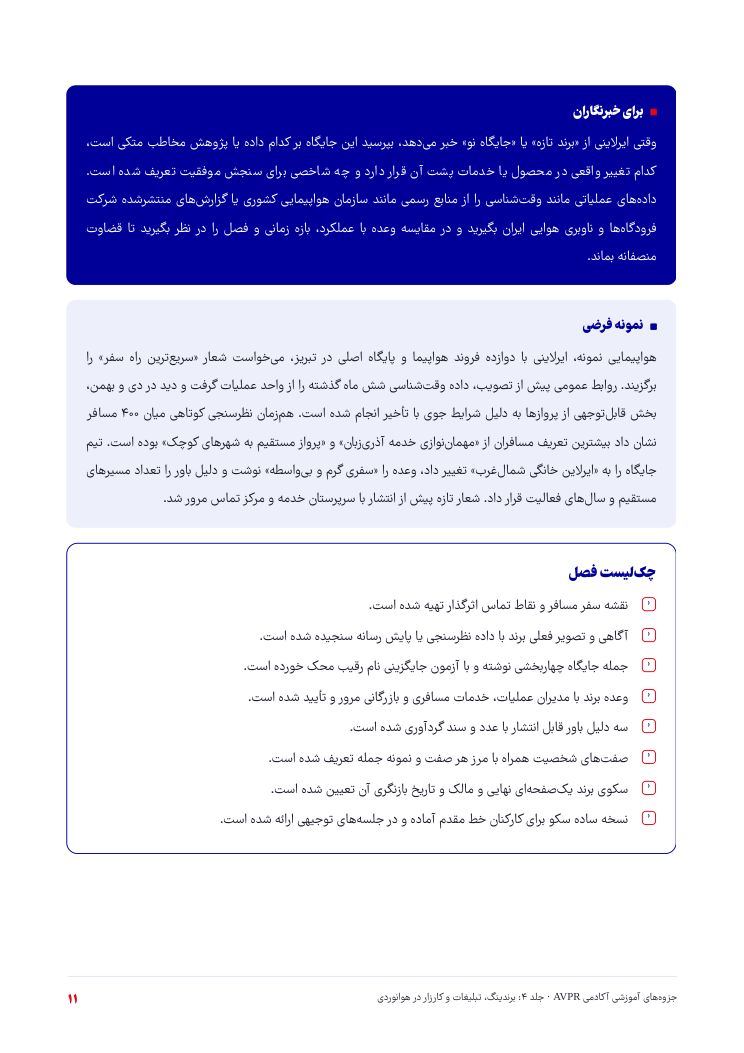 برای خبرنگاران
وقتی ایرلاینی از «برند تازه» یا «جایگاه نو» خبر می‌دهد، بپرسید این جایگاه بر کدام داده یا پژوهش مخاطب متکی است،
کدام تغییر واقعی در محصول یا خدمات پشت آن قرار دارد و چه شاخصی برای سنجش موفقیت تعریف شده است.
داده‌های عملیاتی مانند وقت‌شناسی را از منابع رسمی مانند سازمان هواپیمایی کشوری یا گزارش‌های منتشرشده شرکت
فرودگاه‌ها و ناوبری هوایی ایران بگیرید و در مقایسه وعده با عملکرد، بازه زمانی و فصل را در نظر بگیرید تا قضاوت
منصفانه بماند.
نمونه فرضی
هواپیمایی نمونه، ایرلاینی با دوازده فروند هواپیما و پایگاه اصلی در تبریز، می‌خواست شعار «سریع‌ترین راه سفر» را
برگزیند. روابط عمومی پیش از تصویب، داده وقت‌شناسی شش ماه گذشته را از واحد عملیات گرفت و دید در دی و بهمن،
بخش قابل‌توجهی از پروازها به دلیل شرایط جوی با تأخیر انجام شده است. هم‌زمان نظرسنجی کوتاهی میان ۴۰۰ مسافر
نشان داد بیشترین تعریف مسافران از «مهمان‌نوازی خدمه آذری‌زبان» و «پرواز مستقیم به شهرهای کوچک» بوده است. تیم
جایگاه را به «ایرلاین خانگی شمال‌غرب» تغییر داد، وعده را «سفری گرم و بی‌واسطه» نوشت و دلیل باور را تعداد مسیرهای
مستقیم و سال‌های فعالیت قرار داد. شعار تازه پیش از انتشار با سرپرستان خدمه و مرکز تماس مرور شد.
چک‌لیست فصل
نقشه سفر مسافر و نقاط تماس اثرگذار تهیه شده است.
آگاهی و تصویر فعلی برند با داده نظرسنجی یا پایش رسانه سنجیده شده است.
جمله جایگاه چهاربخشی نوشته و با آزمون جایگزینی نام رقیب محک خورده است.
وعده برند با مدیران عملیات، خدمات مسافری و بازرگانی مرور و تأیید شده است.
سه دلیل باور قابل انتشار با عدد و سند گردآوری شده است.
صفت‌های شخصیت همراه با مرز هر صفت و نمونه جمله تعریف شده است.
سکوی برند یک‌صفحه‌ای نهایی و مالک و تاریخ بازنگری آن تعیین شده است.
نسخه ساده سکو برای کارکنان خط مقدم آماده و در جلسه‌های توجیهی ارائه شده است.
جزوه‌های آموزشی آکادمی AVPR · جلد ۴: برندینگ، تبلیغات و کارزار در هوانوردی
۱۱